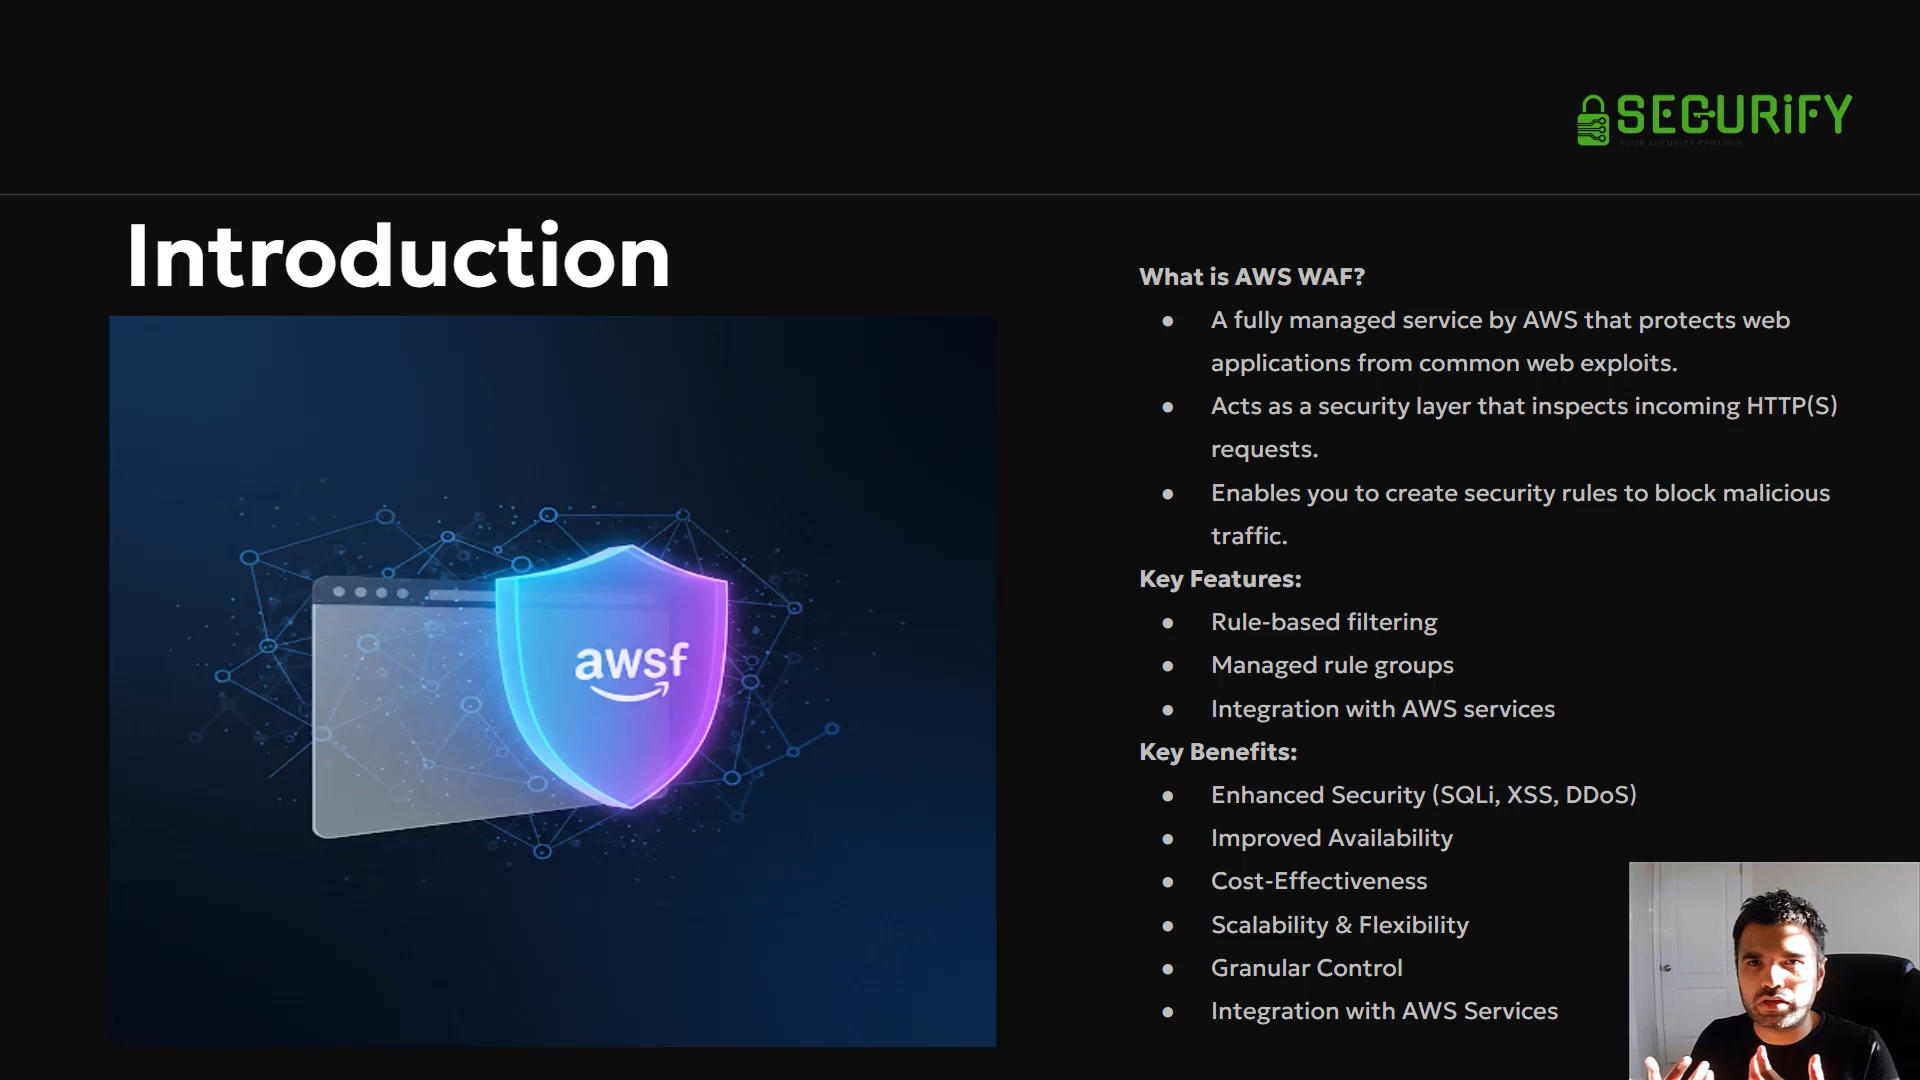 SECURiFY
YOUR SECURITY PARTNER
Introduction
awsf
What is AWS WAF?
● A fully managed service by AWS that protects web
applications from common web exploits.
● Acts as a security layer that inspects incoming HTTP(S)
requests.
● Enables you to create security rules to block malicious
traffic.
Key Features:
● Rule-based filtering
● Managed rule groups
● Integration with AWS services
Key Benefits:
● Enhanced Security (SQLi, XSS, DDoS)
● Improved Availability
● Cost-Effectiveness
● Scalability & Flexibility
● Granular Control
● Integration with AWS Services